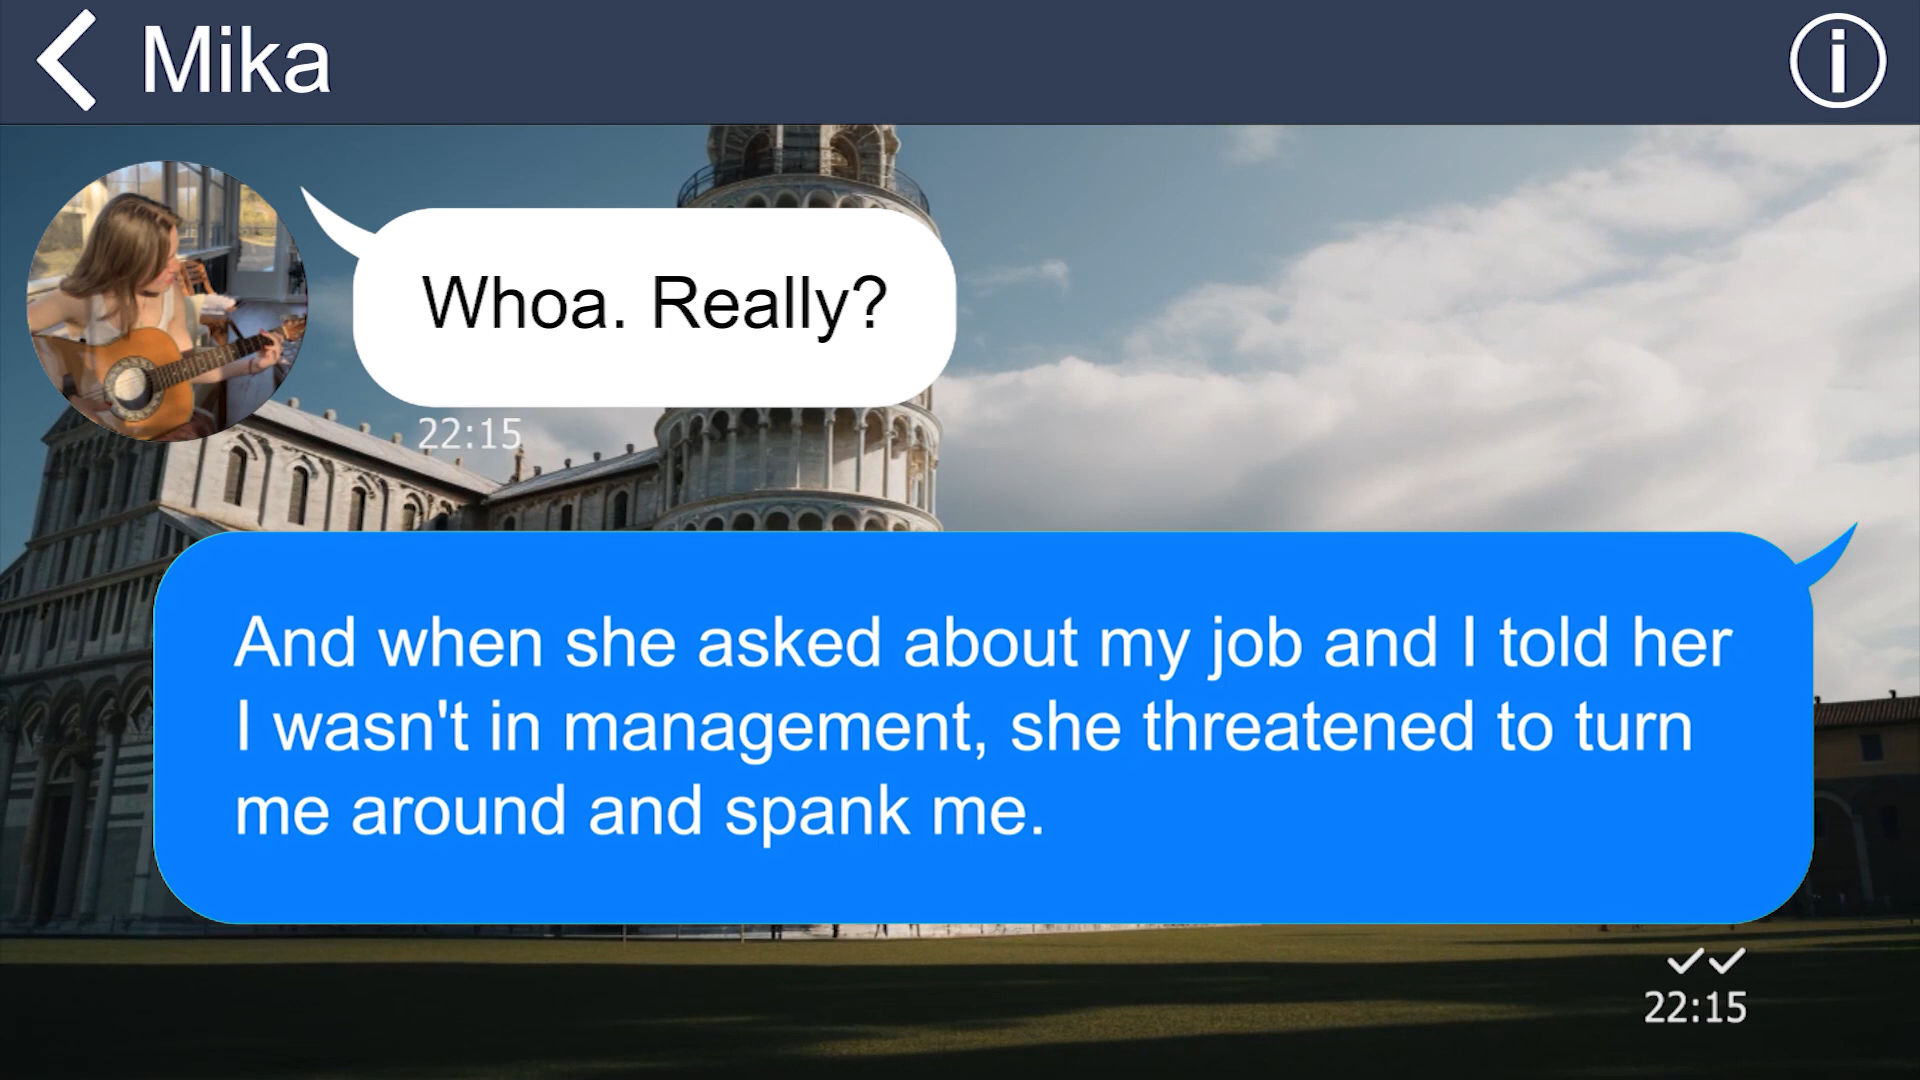 Mika
Whoa. Really?
22:15
And when she asked about my job and I told her
I wasn't in management, she threatened to turn
me around and spank me.
22:15